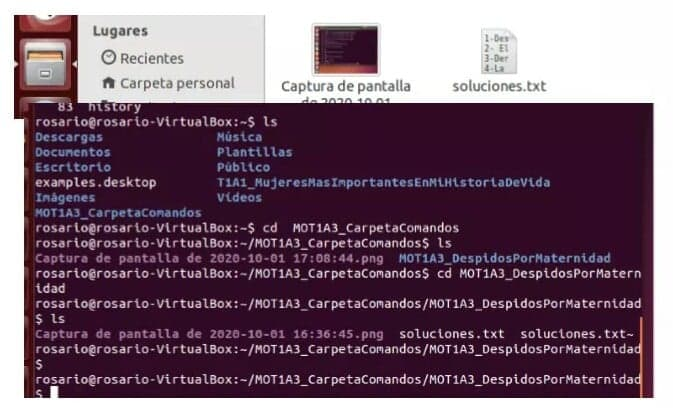 Lugares
Recientes
Carpeta personal
1-Des
2- El
3-Der
4-La
Captura de pantalla
de 2020-10-01
soluciones.txt
83 history
rosario@rosario-VirtualBox:~$ ls
Descargas Música
Documentos Plantillas
Escritorio Público
examples.desktop T1A1_MujeresMasImportantesEnMiHistoriaDeVida
Imágenes Vídeos
MOT1A3_CarpetaComandos
rosario@rosario-VirtualBox:~$ cd MOT1A3_CarpetaComandos
rosario@rosario-VirtualBox:~/MOT1A3_CarpetaComandos$ ls
Captura de pantalla de 2020-10-01 17:08:44.png MOT1A3_DespidosPorMaternidad
rosario@rosario-VirtualBox:~/MOT1A3_CarpetaComandos$ cd MOT1A3_DespidosPorMatern
idad
rosario@rosario-VirtualBox:~/MOT1A3_CarpetaComandos/MOT1A3_DespidosPorMaternidad
$ ls
Captura de pantalla de 2020-10-01 16:36:45.png soluciones.txt soluciones.txt~
rosario@rosario-VirtualBox:~/MOT1A3_CarpetaComandos/MOT1A3_DespidosPorMaternidad
$
rosario@rosario-VirtualBox:~/MOT1A3_CarpetaComandos/MOT1A3_DespidosPorMaternidad
$